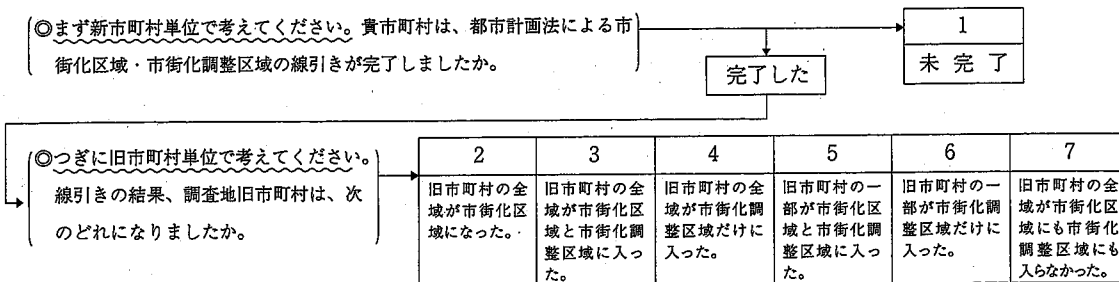 ◎まず新市町村単位で考えてください。貴市町村は、都市計画法による市
街化区域・市街化調整区域の線引きが完了しましたか。
1
未完了
完了した
◎つぎに旧市町村単位で考えてください。
線引きの結果、調査地旧市町村は、次
のどれになりましたか。
2
旧市町村の全
域が市街化区
域になった。
3
旧市町村の全
域が市街化区
域と市街化調
整区域に入っ
た。
4
旧市町村の全
域が市街化調
整区域だけに
入った。
5
旧市町村の一
部が市街化区
域と市街化調
整区域に入っ
た。
6
旧市町村の一
部が市街化調
整区域だけに
入った。
7
旧市町村の全
域が市街化区
域にも市街化
調整区域にも
入らなかった。